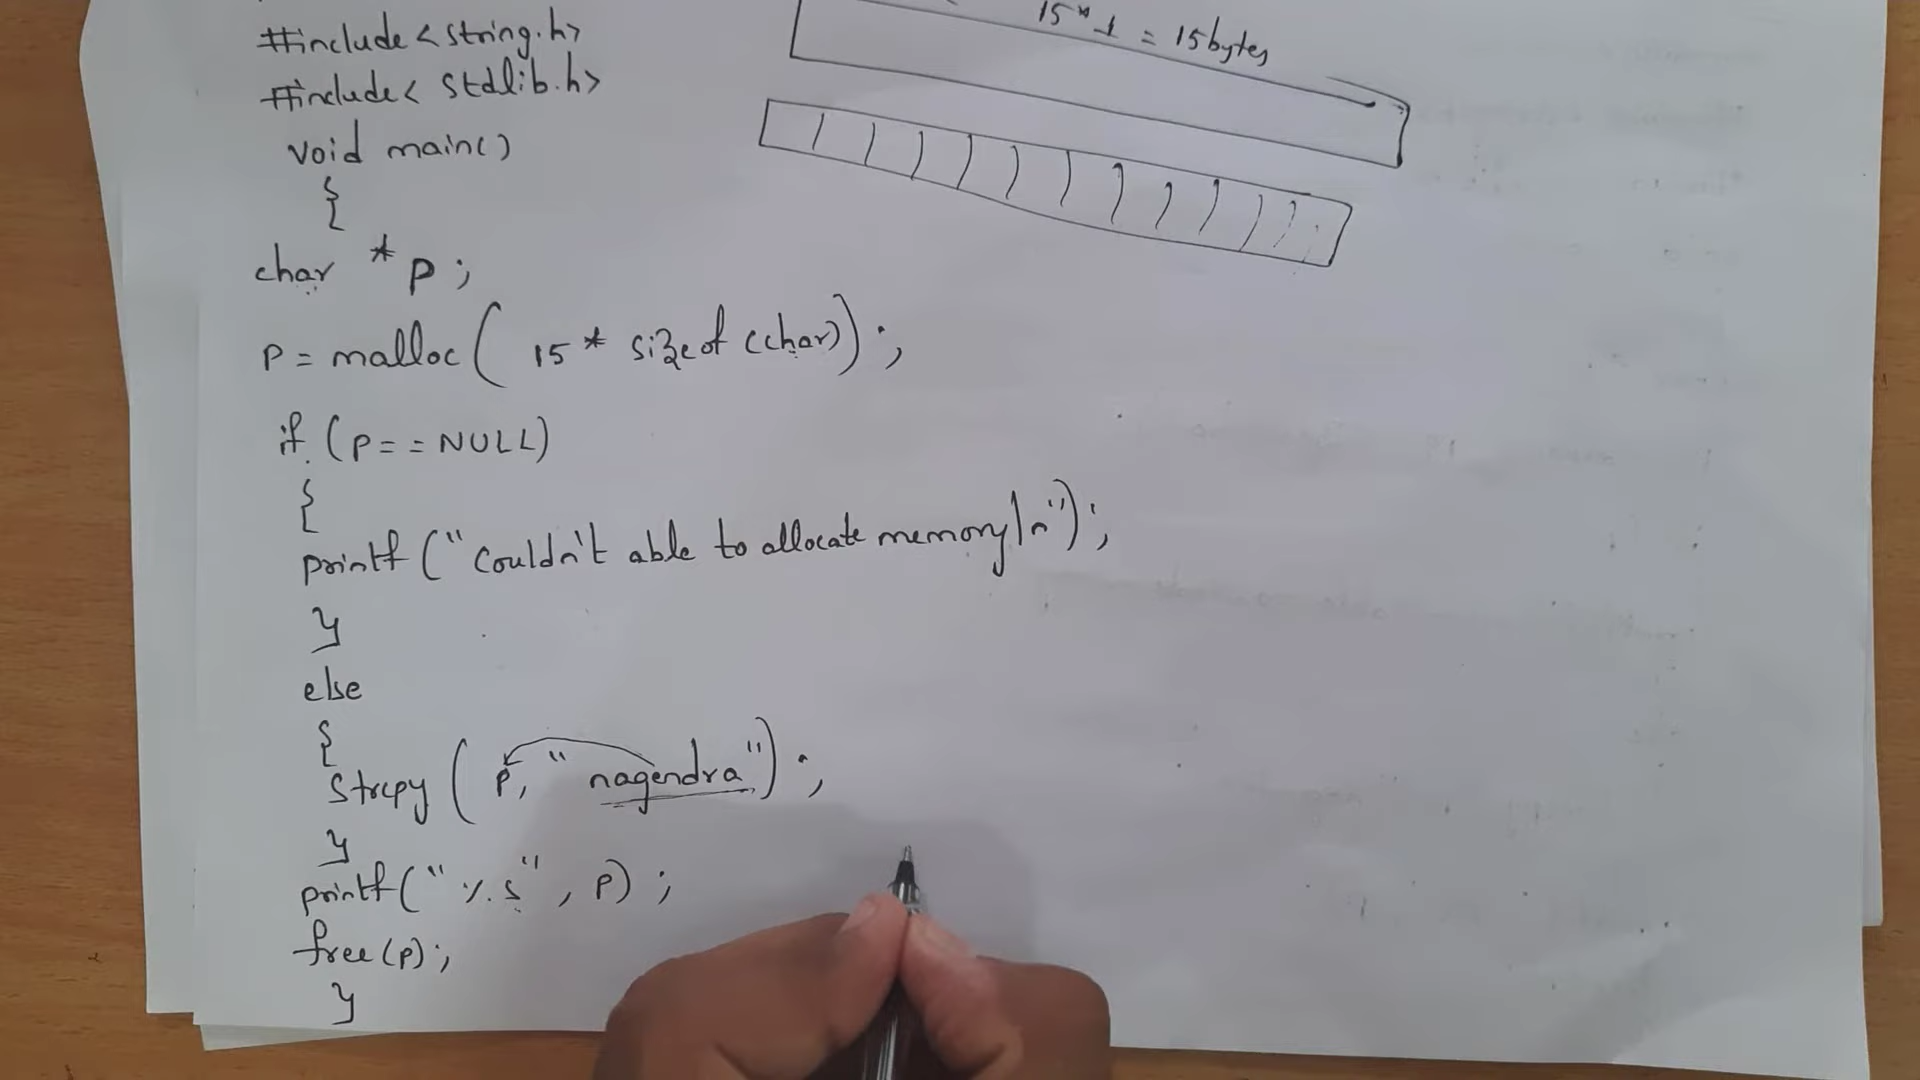 15 * 1 = 15 bytes
#include < string.h>
#include < stdlib.h>
void main()
{
char *p;
p = malloc( 15 * sizeof (char));
if (p == NULL)
{
printf ("couldn't able to allocate memory\n");
}
else
{
strcpy ( p, "nagendra");
}
printf(" %s", p) ;
free(p);
}